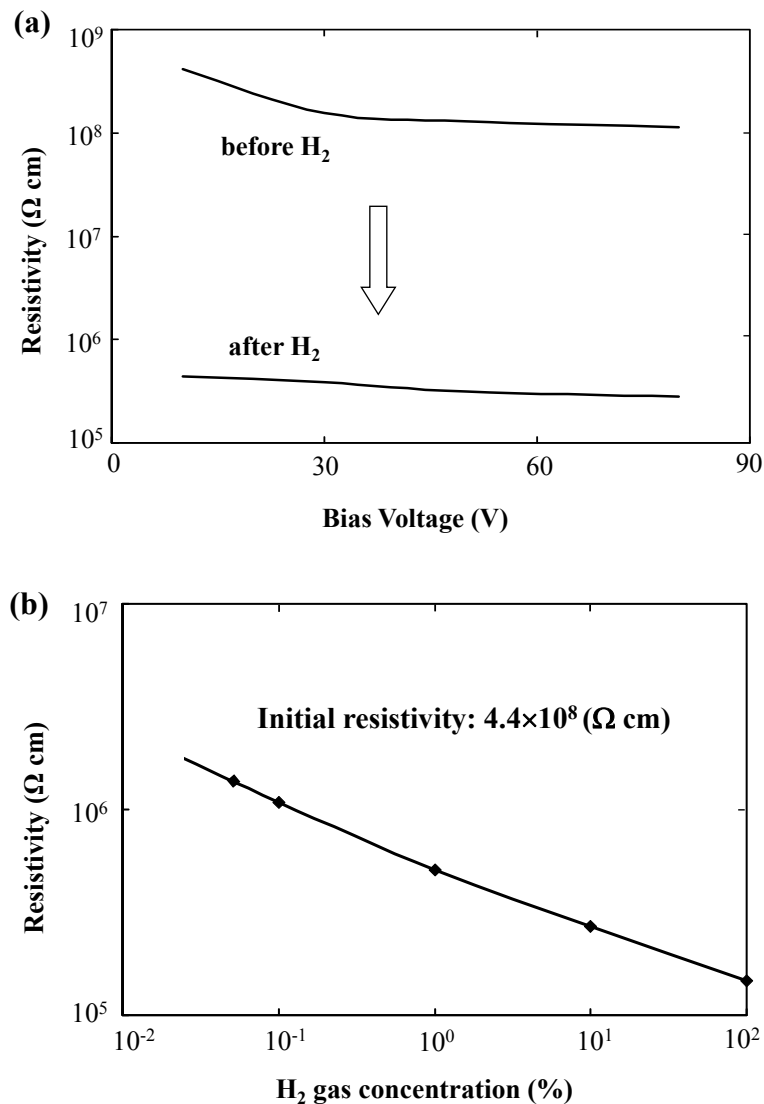 (a)
10⁹
10⁸
10⁷
10⁶
10⁵
Resistivity (Ω cm)
before H₂
after H₂
0
30
60
90
Bias Voltage (V)
(b)
10⁷
10⁶
10⁵
Resistivity (Ω cm)
Initial resistivity: 4.4×10⁸ (Ω cm)
10⁻²
10⁻¹
10⁰
10¹
10²
H₂ gas concentration (%)